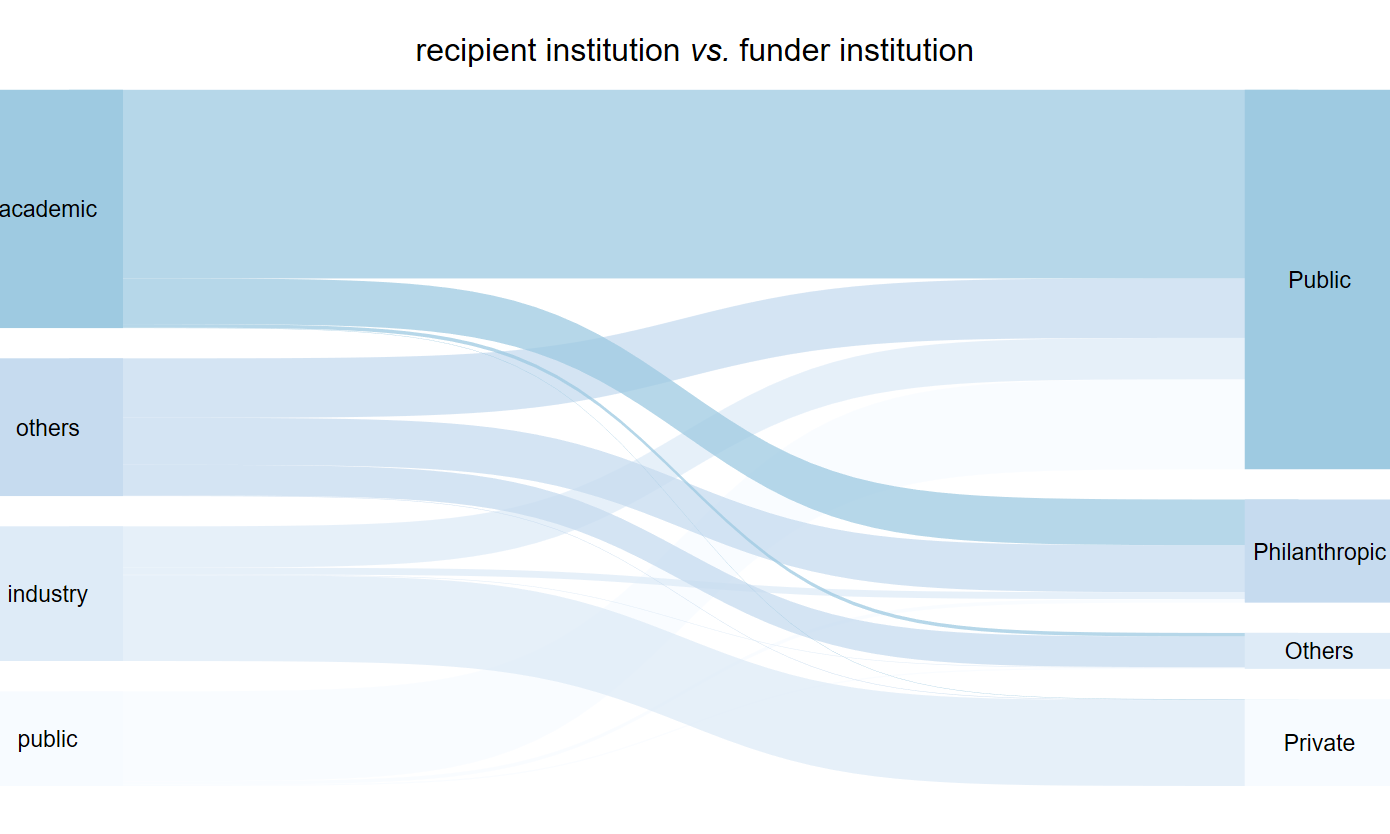 recipient institution vs. funder institution
academic
others
industry
public
Public
Philanthropic
Others
Private